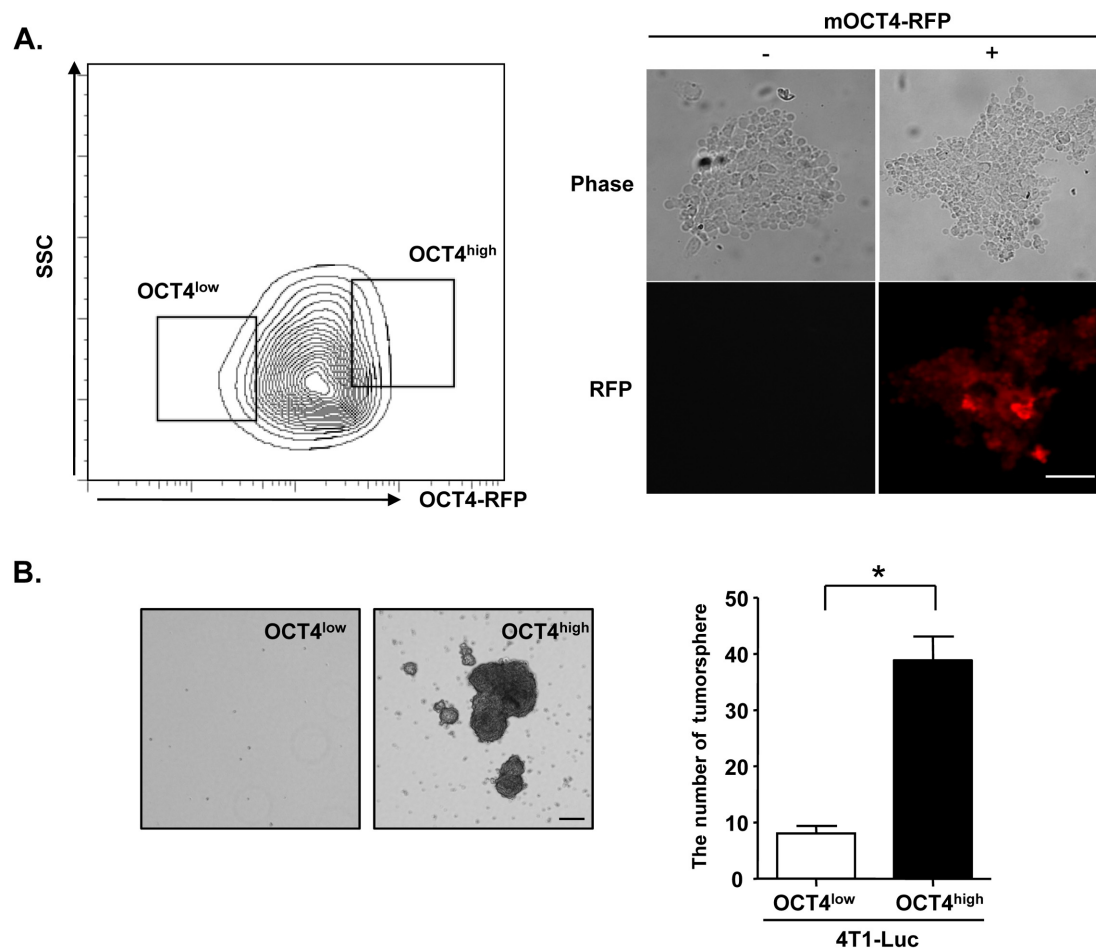 A.
mOCT4-RFP
- +
Phase
RFP
SSC
OCT4low
OCT4high
OCT4-RFP
B.
OCT4low
OCT4high
*
The number of tumorsphere
50
40
30
20
10
0
OCT4low OCT4high
4T1-Luc